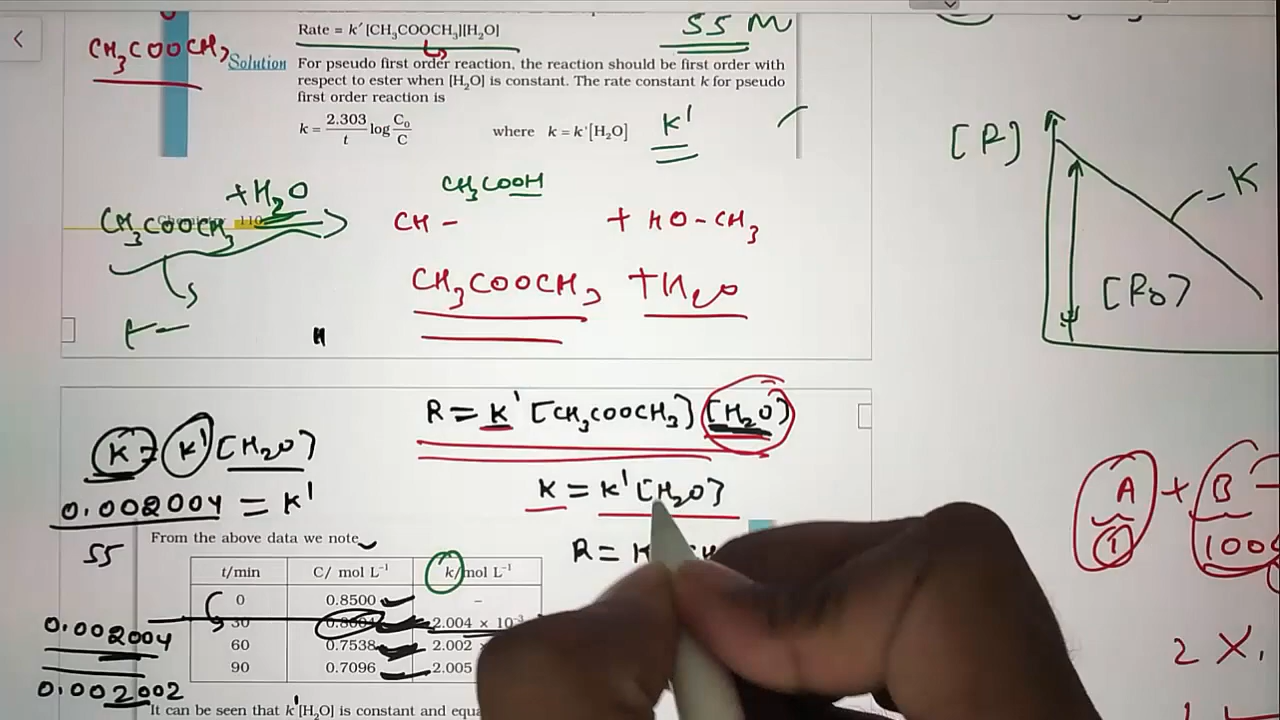 Rate = k′ [CH₃COOCH₃][H₂O]
55 M
CH₃COOCH₃
Solution
For pseudo first order reaction, the reaction should be first order with
respect to ester when [H₂O] is constant. The rate constant k for pseudo
first order reaction is
k = 2.303/t log C₀/C
where k = k′[H₂O]
K'
[R]
-K
[R₀]
+H₂O
CH₃COOH
CH₃COOCH₃
CH -
+ HO-CH₃
CH₃COOCH₃ +H₂O
R = K' [CH₃COOCH₃] [H₂O]
K = K' [H₂O]
0.002004 = K'
55
K = K' [H₂O]
R =
A + B
1
100
2 X
From the above data we note
t/min C/ mol L⁻¹ k′/mol L⁻¹
0 0.8500 –
30 0.8004 2.004 × 10⁻³
60 0.7538 2.002 ×
90 0.7096 2.005
0.002004
0.002002
It can be seen that k′[H₂O] is constant and